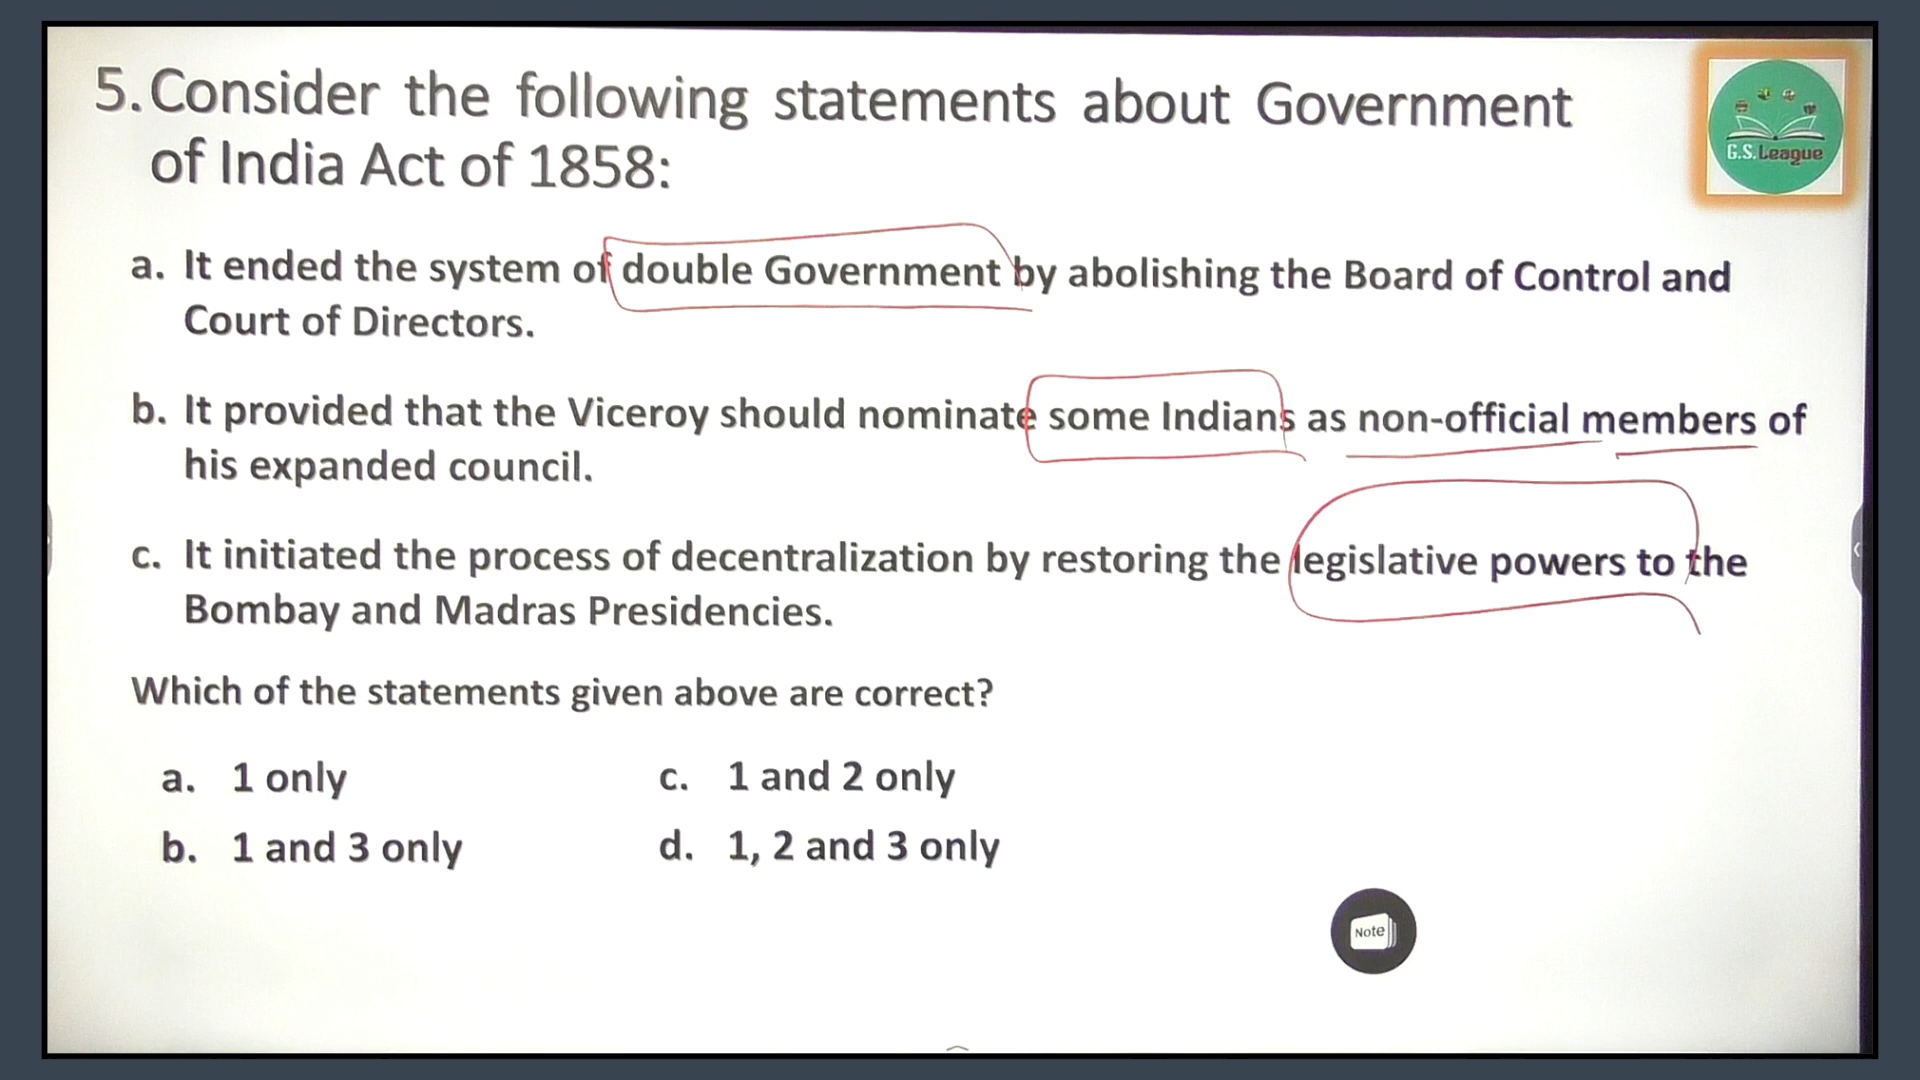 5. Consider the following statements about Government
of India Act of 1858:
G.S.League
a. It ended the system of double Government by abolishing the Board of Control and
Court of Directors.
b. It provided that the Viceroy should nominate some Indians as non-official members of
his expanded council.
c. It initiated the process of decentralization by restoring the legislative powers to the
Bombay and Madras Presidencies.
Which of the statements given above are correct?
a. 1 only
c. 1 and 2 only
b. 1 and 3 only
d. 1, 2 and 3 only
Note